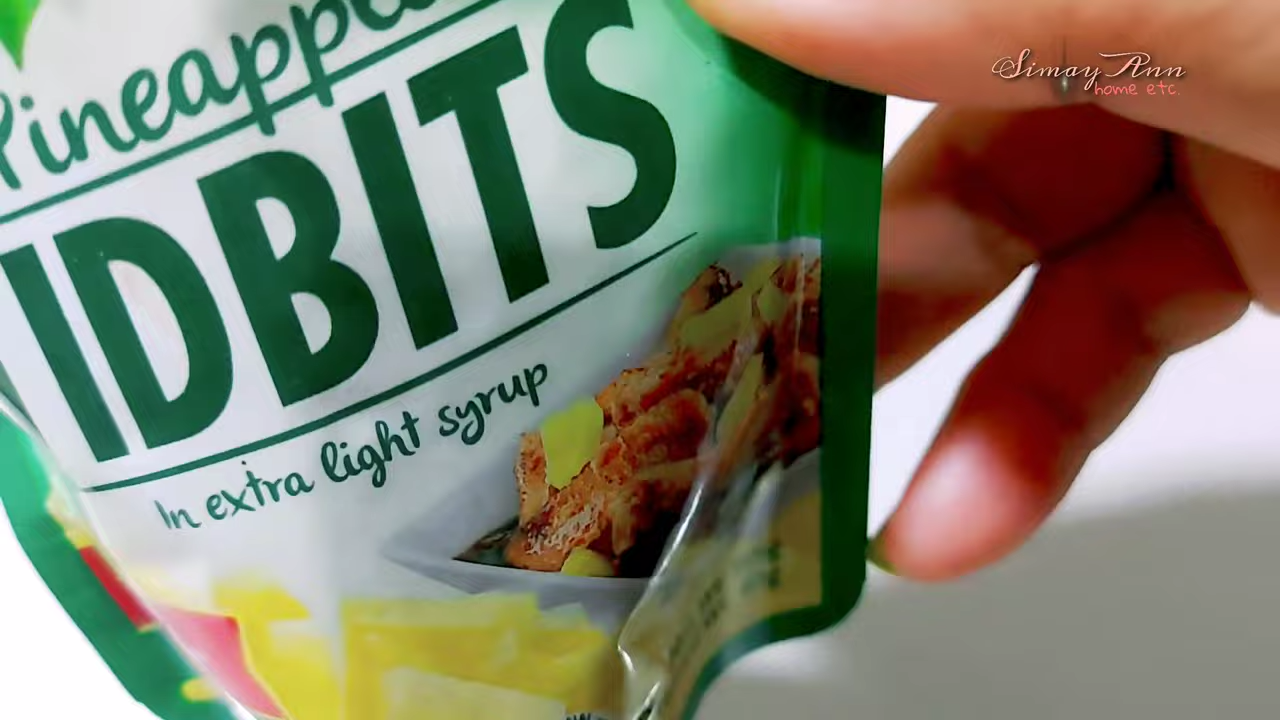 Pineapple
IDBITS
In extra light syrup
Simay Ann
home etc.